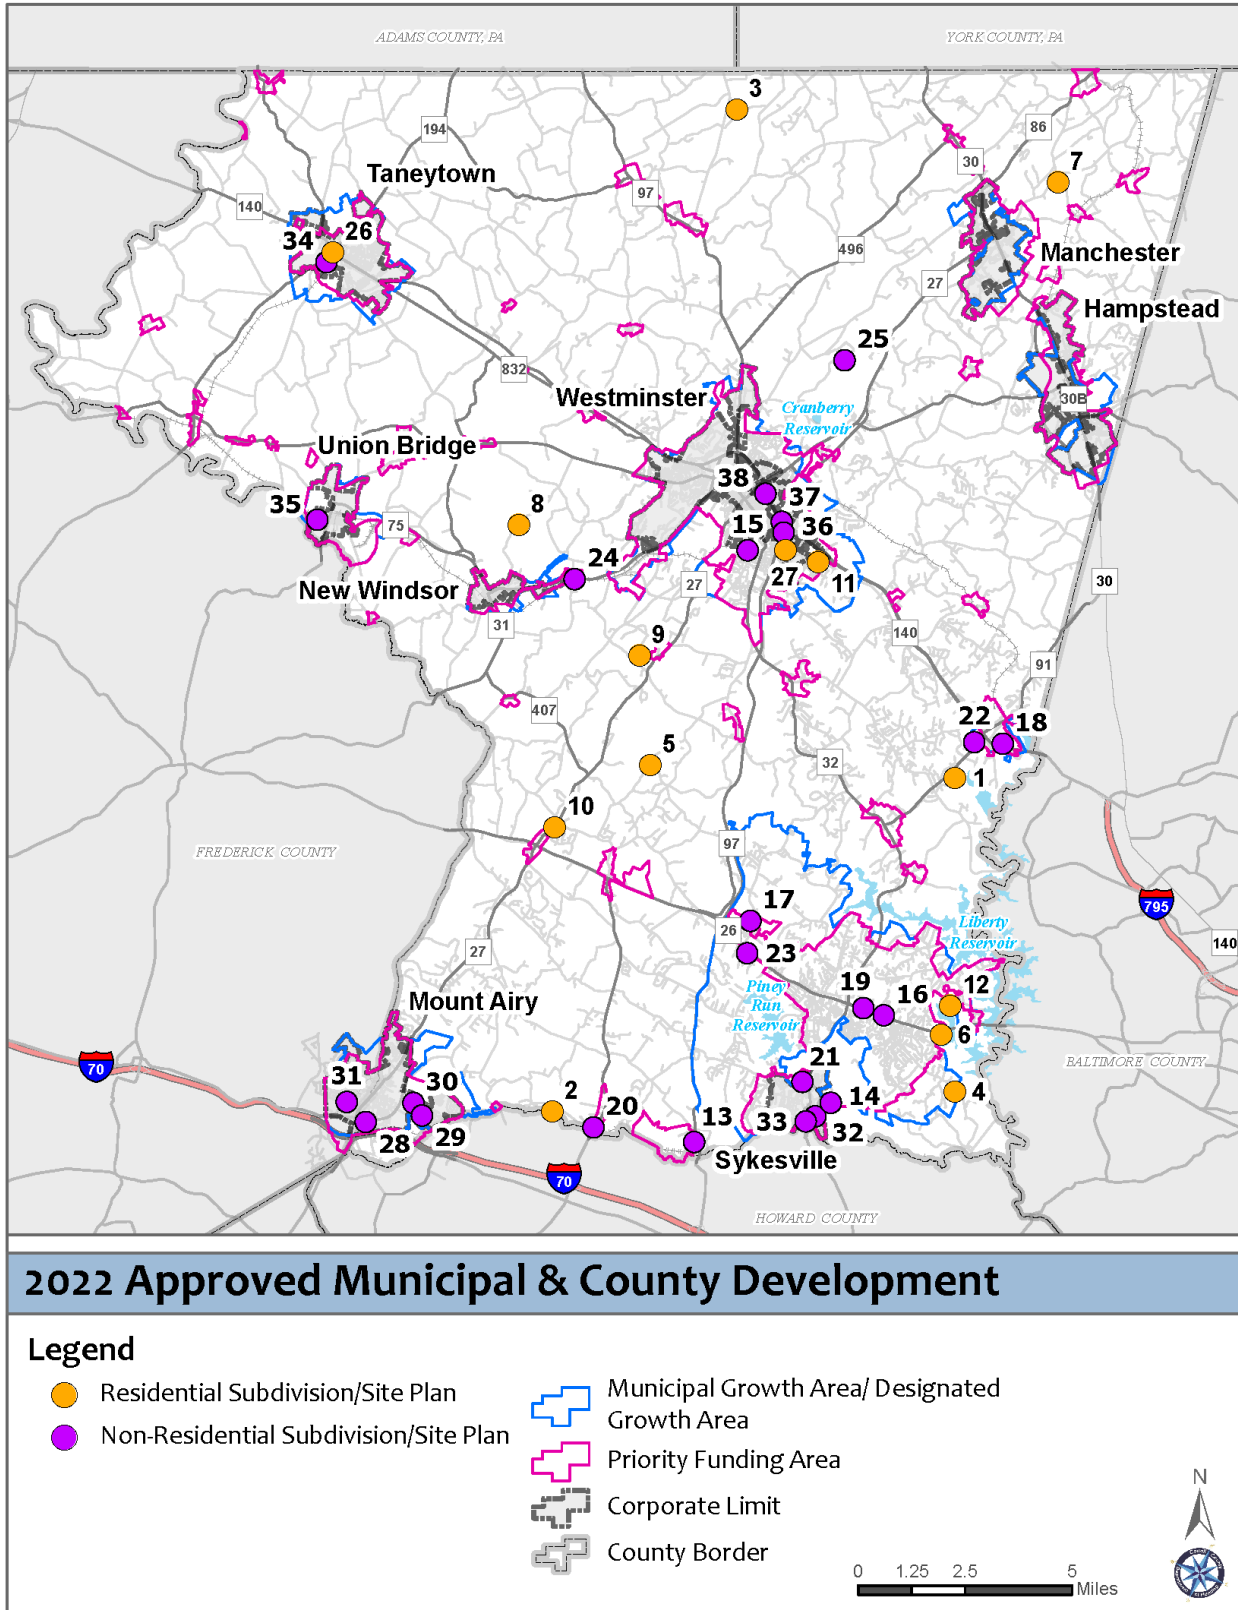 ADAMS COUNTY, PA
YORK COUNTY, PA
3
194
86
30
7
Taneytown
140
97
34
26
496
Manchester
27
Hampstead
25
832
Westminster
30B
Cranberry
Reservoir
Union Bridge
38
37
35
8
15
36
75
24
27
11
New Windsor
27
30
31
9
140
91
407
22
18
5
32
1
10
97
FREDERICK COUNTY
17
795
26
Liberty
Reservoir
140
27
23
19
16
12
Mount Airy
Piney
Run
Reservoir
6
70
21
BALTIMORE COUNTY
31
30
2
14
4
20
13
33
32
28
29
Sykesville
70
HOWARD COUNTY
2022 Approved Municipal & County Development
Legend
Residential Subdivision/Site Plan
Non-Residential Subdivision/Site Plan
Municipal Growth Area/ Designated
Growth Area
Priority Funding Area
Corporate Limit
County Border
N
0 1.25 2.5 5
Miles